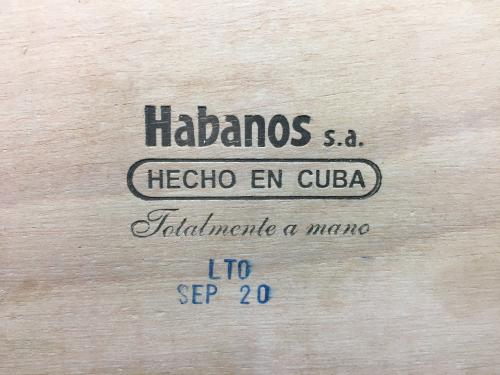 Habanos s.a.
HECHO EN CUBA
Totalmente a mano
LTO
SEP 20